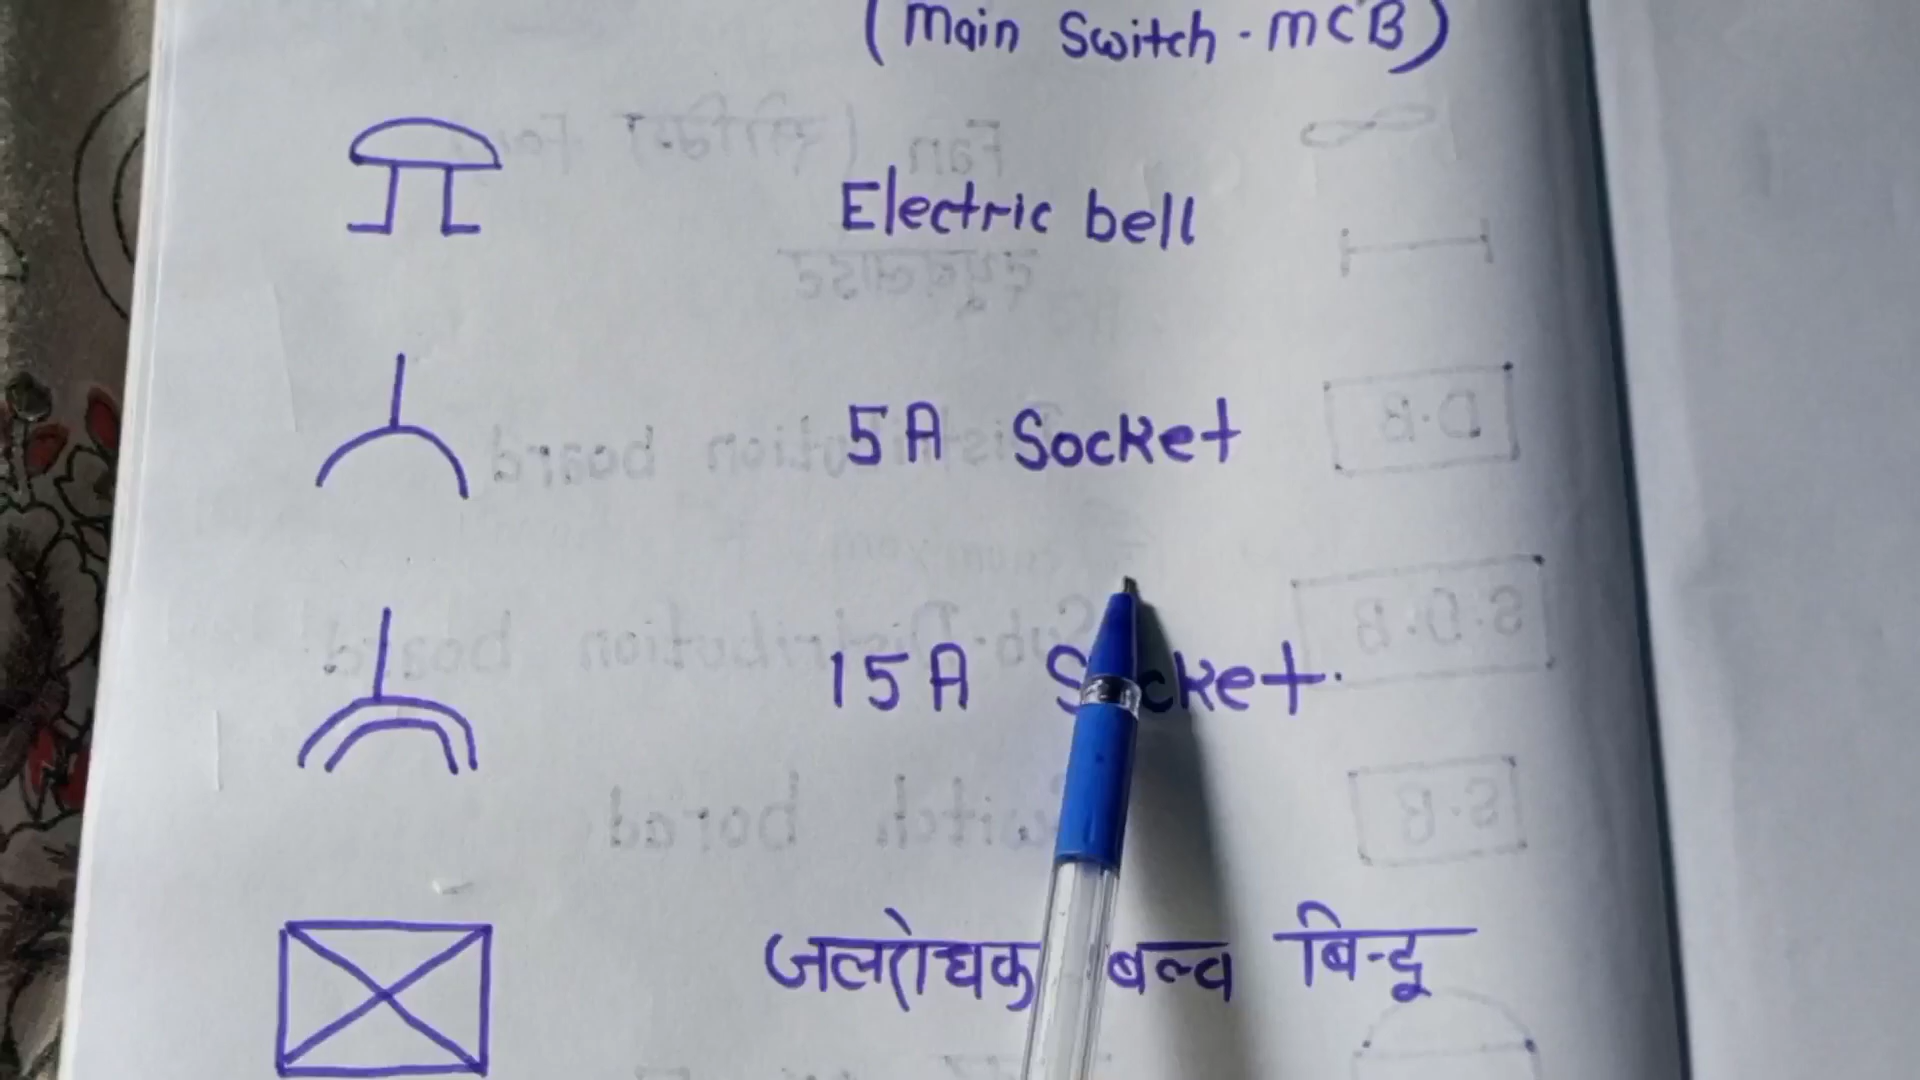 (Main Switch - MCB)
Electric bell
5A Socket
15A Socket.
जलरोधक बल्व बिन्दू